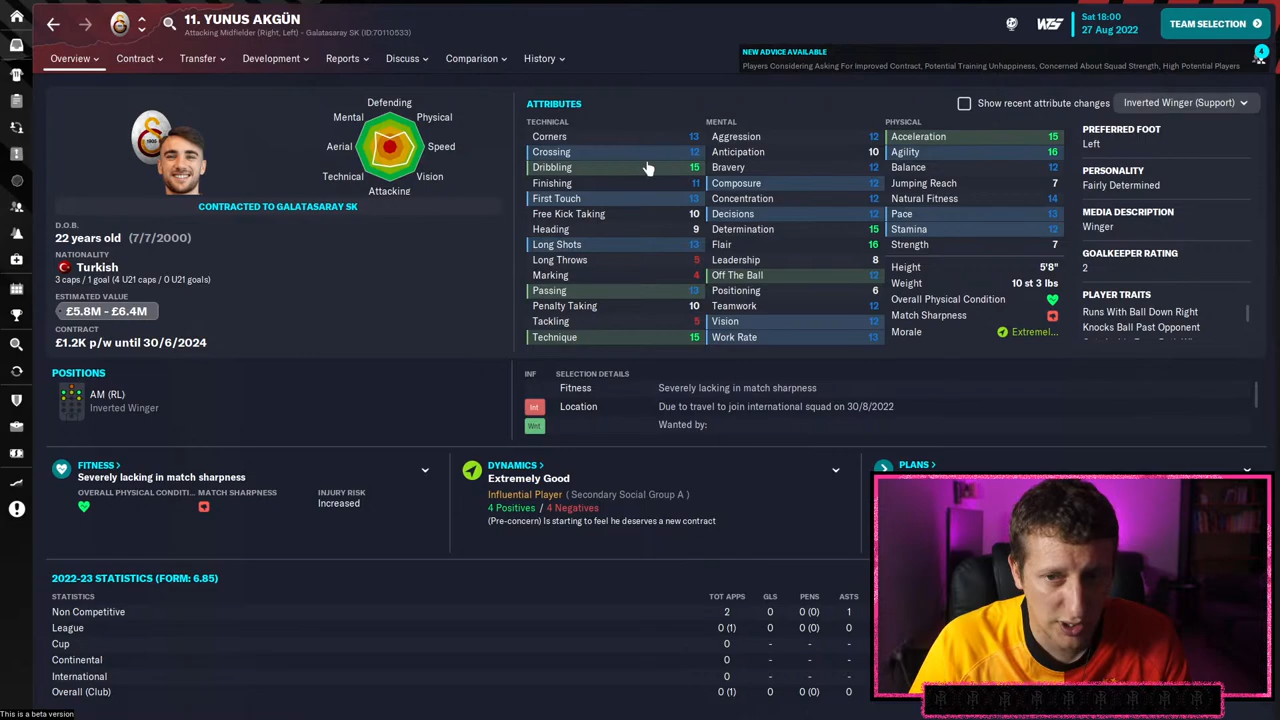 11. YUNUS AKGÜN
Attacking Midfielder (Right, Left) - Galatasaray SK (ID:70110533)
Sat 18:00
27 Aug 2022
TEAM SELECTION
Overview
Contract
Transfer
Development
Reports
Discuss
Comparison
History
NEW ADVICE AVAILABLE
4
Players Considering Asking For Improved Contract, Potential Training Unhappiness, Concerned About Squad Strength, High Potential Players
Defending
Mental
Physical
Aerial
Speed
Technical
Vision
Attacking
CONTRACTED TO GALATASARAY SK
D.O.B.
22 years old (7/7/2000)
NATIONALITY
Turkish
3 caps / 1 goal (4 U21 caps / 0 U21 goals)
ESTIMATED VALUE
£5.8M - £6.4M
CONTRACT
£1.2K p/w until 30/6/2024
ATTRIBUTES
Show recent attribute changes
Inverted Winger (Support)
TECHNICAL
Corners 13
Crossing 12
Dribbling 15
Finishing 11
First Touch 13
Free Kick Taking 10
Heading 9
Long Shots 13
Long Throws 5
Marking 4
Passing 13
Penalty Taking 10
Tackling 5
Technique 15
MENTAL
Aggression 12
Anticipation 10
Bravery 12
Composure 12
Concentration 12
Decisions 12
Determination 15
Flair 16
Leadership 8
Off The Ball 12
Positioning 6
Teamwork 12
Vision 12
Work Rate 13
PHYSICAL
Acceleration 15
Agility 16
Balance 12
Jumping Reach 7
Natural Fitness 14
Pace 13
Stamina 12
Strength 7
Height 5'8"
Weight 10 st 3 lbs
Overall Physical Condition
Match Sharpness
Morale Extremel...
PREFERRED FOOT
Left
PERSONALITY
Fairly Determined
MEDIA DESCRIPTION
Winger
GOALKEEPER RATING
2
PLAYER TRAITS
Runs With Ball Down Right
Knocks Ball Past Opponent
POSITIONS
AM (RL)
Inverted Winger
INF SELECTION DETAILS
Fitness Severely lacking in match sharpness
Int Location Due to travel to join international squad on 30/8/2022
Wnt Wanted by:
FITNESS >
Severely lacking in match sharpness
OVERALL PHYSICAL CONDITI... MATCH SHARPNESS INJURY RISK
Increased
DYNAMICS >
Extremely Good
Influential Player ( Secondary Social Group A )
4 Positives / 4 Negatives
(Pre-concern) Is starting to feel he deserves a new contract
PLANS >
2022-23 STATISTICS (FORM: 6.85)
STATISTICS TOT APPS GLS PENS ASTS
Non Competitive 2 0 0 (0) 1
League 0 (1) 0 0 (0) 0
Cup 0 - - -
Continental 0 - - -
International 0 - - -
Overall (Club) 0 (1) 0 0 (0) 0
This is a beta version